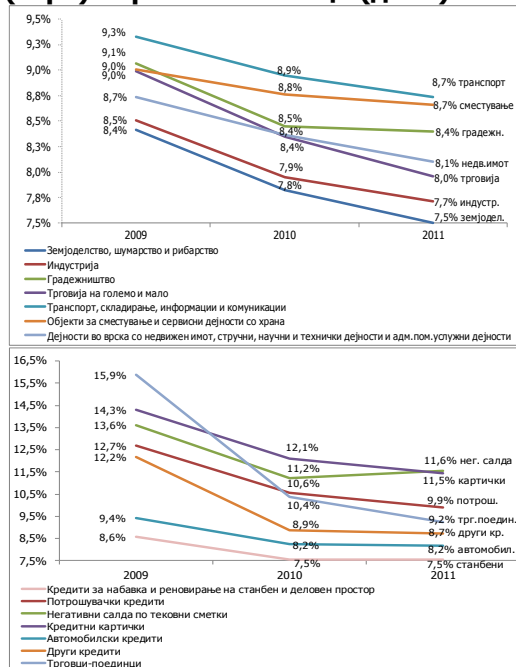 9,5%
9,3%
9,0%
8,8%
8,5%
8,3%
8,0%
7,8%
7,5%
9,3%
9,1%
9,0%
9,0%
8,7%
8,5%
8,4%
8,9%
8,8%
8,5%
8,4%
8,4%
7,9%
7,8%
8,7% транспорт
8,7% сместување
8,4% градежн.
8,1% недв.имот
8,0% трговија
7,7% индустр.
7,5% земјодел.
2009 2010 2011
Земјоделство, шумарство и рибарство
Индустрија
Градежништво
Трговија на големо и мало
Транспорт, складирање, информации и комуникации
Објекти за сместување и сервисни дејности со храна
Дејности во врска со недвижен имот, стручни, научни и технички дејности и адм.пом.услужни дејности
16,5%
15,5%
14,5%
13,5%
12,5%
11,5%
10,5%
9,5%
8,5%
7,5%
15,9%
14,3%
13,6%
12,7%
12,2%
9,4%
8,6%
12,1%
11,2%
10,6%
10,4%
8,9%
8,2%
7,5%
11,6% нег. салда
11,5% картички
9,9% потрош.
9,2% трг.поедин.
8,7% други кр.
8,2% автомобил.
7,5% станбени
2009 2010 2011
Кредити за набавка и реновирање на станбен и деловен простор
Потрошувачки кредити
Негативни салда по тековни сметки
Кредитни картички
Автомобилски кредити
Други кредити
Трговци-поединци